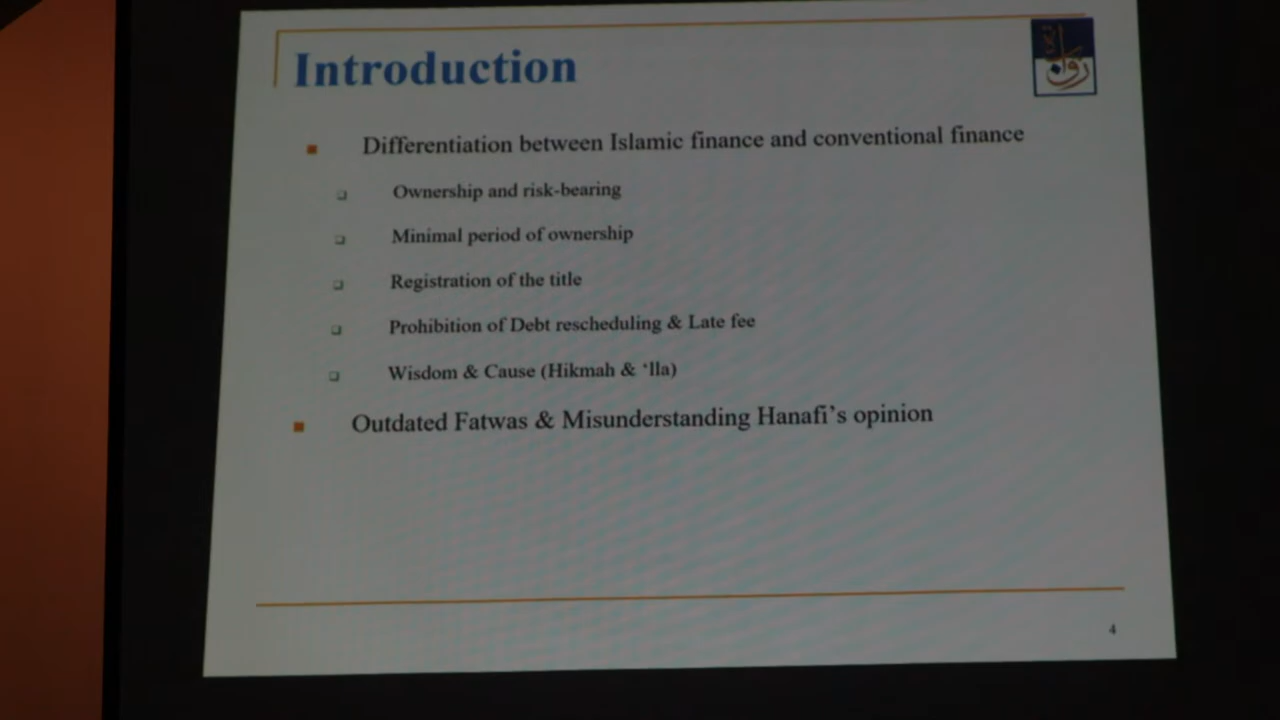 Introduction
Differentiation between Islamic finance and conventional finance
Ownership and risk-bearing
Minimal period of ownership
Registration of the title
Prohibition of Debt rescheduling & Late fee
Wisdom & Cause (Hikmah & ‘lla)
Outdated Fatwas & Misunderstanding Hanafi’s opinion
4